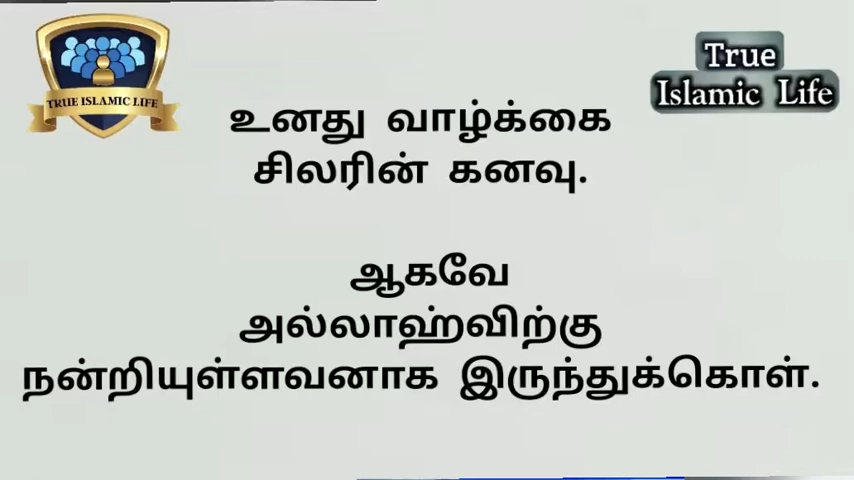 TRUE ISLAMIC LIFE
True
Islamic Life
உனது வாழ்க்கை
சிலரின் கனவு.
ஆகவே
அல்லாஹ்விற்கு
நன்றியுள்ளவனாக இருந்துக்கொள்.